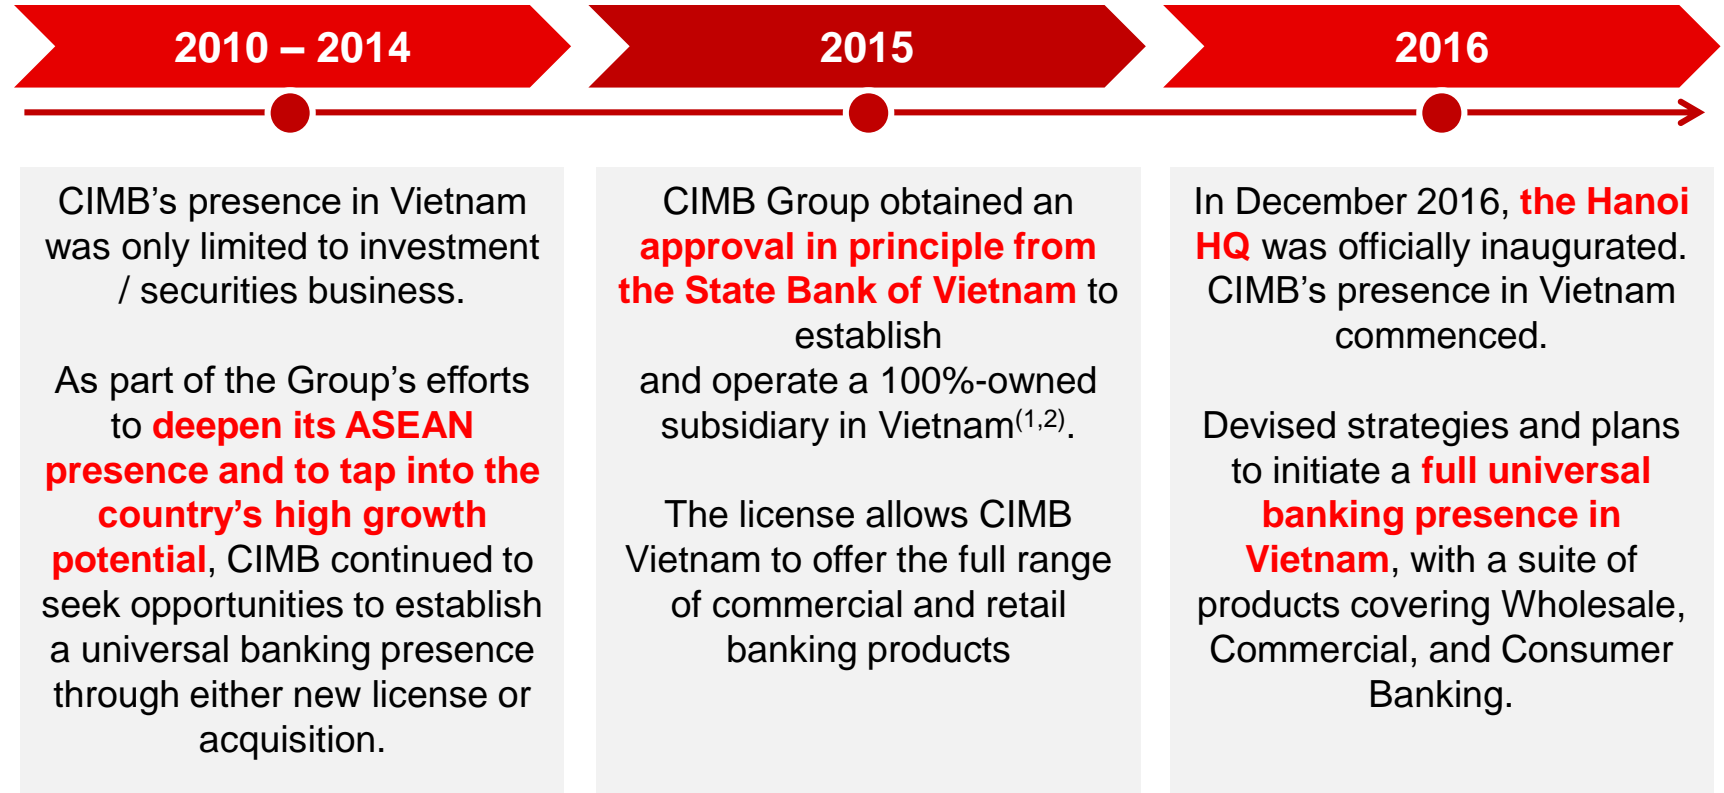 2010 – 2014
2015
2016
CIMB’s presence in Vietnam
was only limited to investment
/ securities business.
As part of the Group’s efforts
to deepen its ASEAN
presence and to tap into the
country’s high growth
potential, CIMB continued to
seek opportunities to establish
a universal banking presence
through either new license or
acquisition.
CIMB Group obtained an
approval in principle from
the State Bank of Vietnam to
establish
and operate a 100%-owned
subsidiary in Vietnam(1,2).
The license allows CIMB
Vietnam to offer the full range
of commercial and retail
banking products
In December 2016, the Hanoi
HQ was officially inaugurated.
CIMB’s presence in Vietnam
commenced.
Devised strategies and plans
to initiate a full universal
banking presence in
Vietnam, with a suite of
products covering Wholesale,
Commercial, and Consumer
Banking.